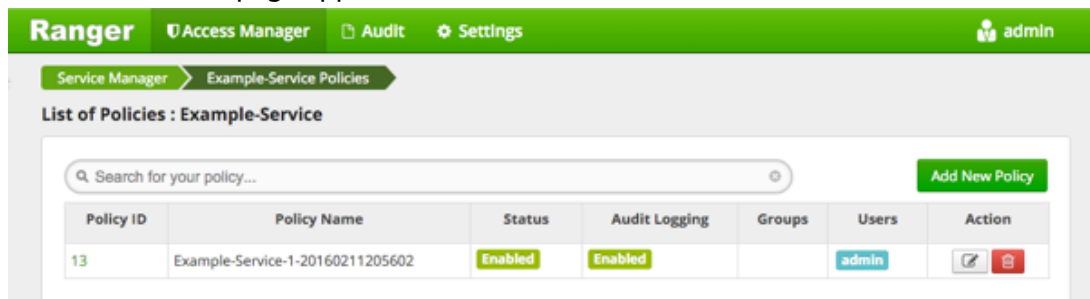 Ranger Access Manager Audit Settings admin
Service Manager Example-Service Policies
List of Policies : Example-Service
Search for your policy... Add New Policy
Policy ID Policy Name Status Audit Logging Groups Users Action
13 Example-Service-1-20160211205602 Enabled Enabled admin